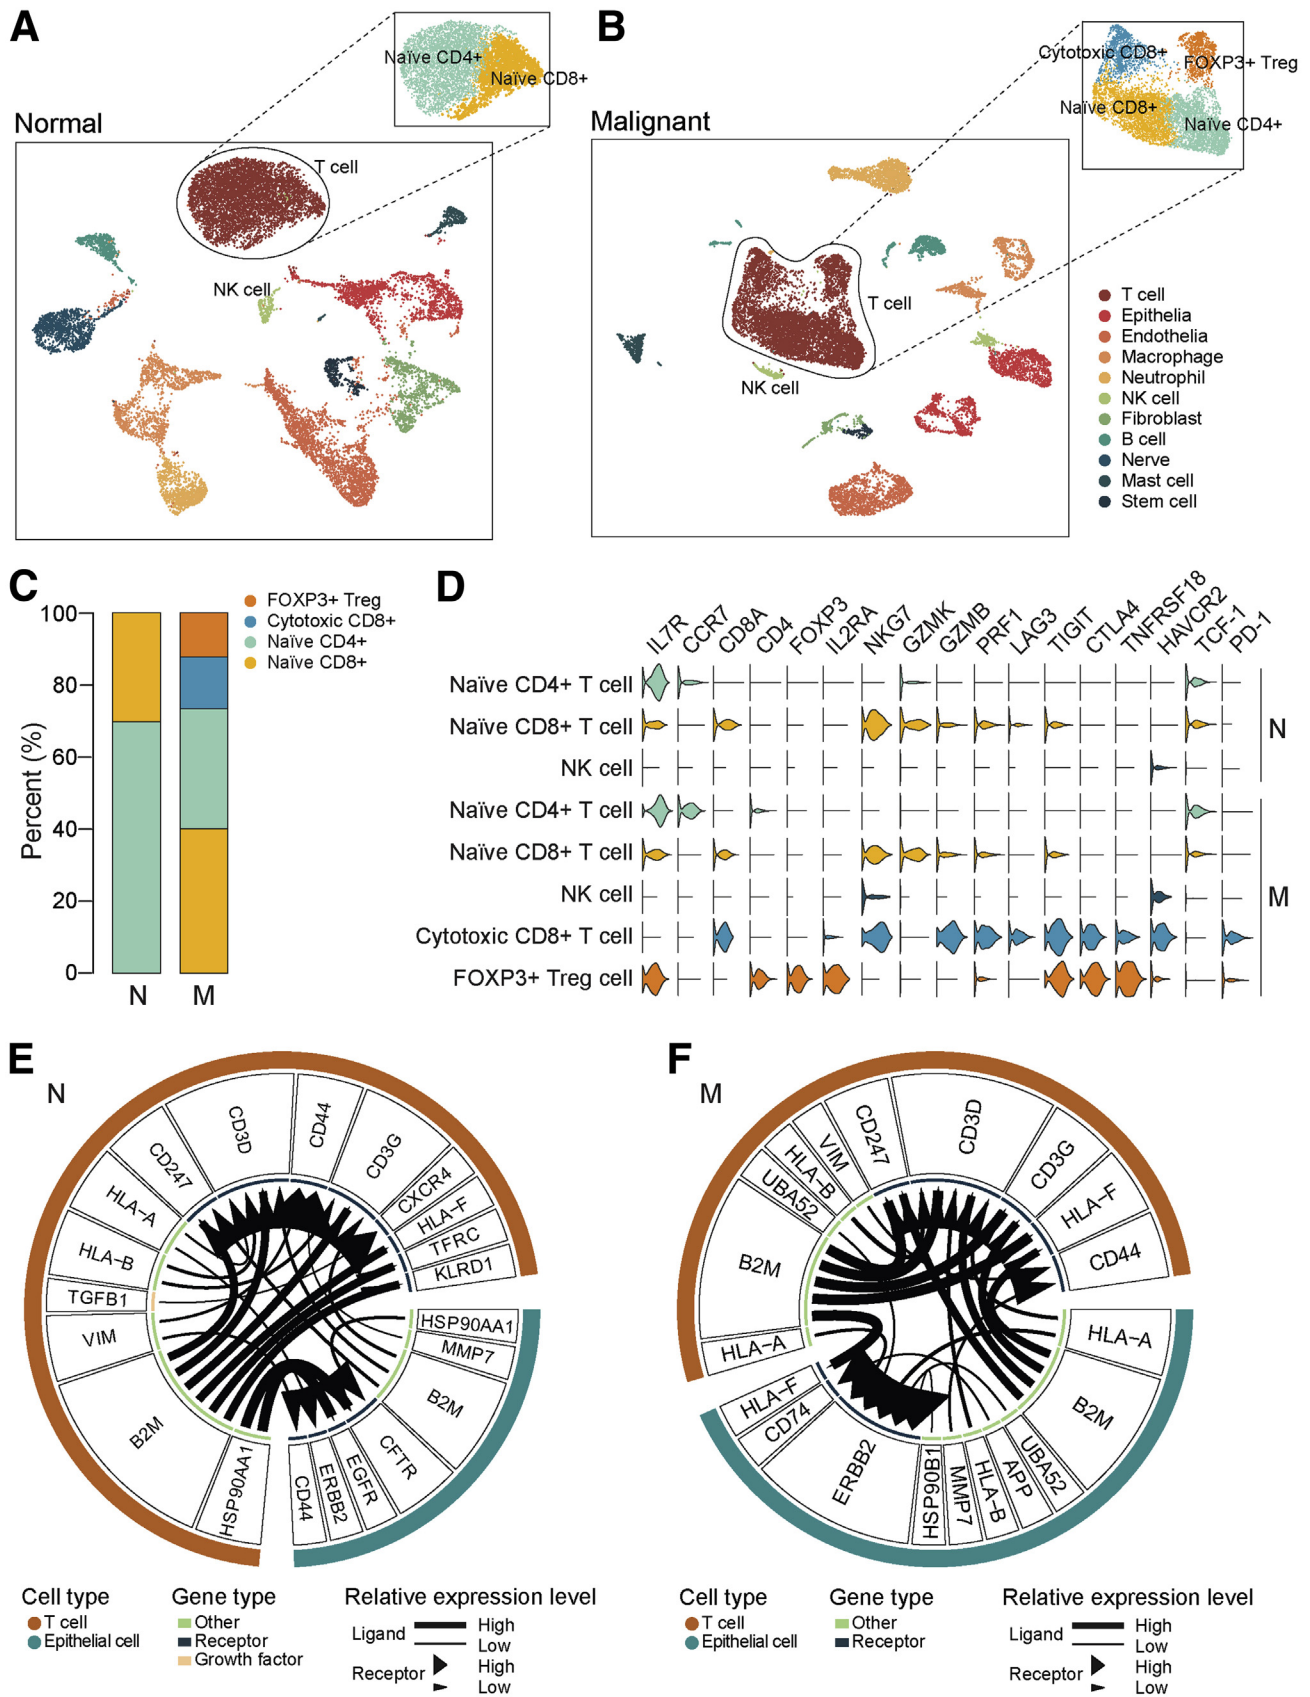 A
Normal
Naïve CD4+
Naïve CD8+
T cell
NK cell
B
Malignant
Cytotoxic CD8+
FOXP3+ Treg
Naïve CD8+
Naïve CD4+
T cell
NK cell
T cell
Epithelia
Endothelia
Macrophage
Neutrophil
NK cell
Fibroblast
B cell
Nerve
Mast cell
Stem cell
C
Percent (%)
100
80
60
40
20
0
N
M
FOXP3+ Treg
Cytotoxic CD8+
Naïve CD4+
Naïve CD8+
D
IL7R
CCR7
CD8A
CD4
FOXP3
IL2RA
NKG7
GZMK
GZMB
PRF1
LAG3
TIGIT
CTLA4
TNFRSF18
HAVCR2
TCF-1
PD-1
Naïve CD4+ T cell
Naïve CD8+ T cell
NK cell
N
Naïve CD4+ T cell
Naïve CD8+ T cell
NK cell
Cytotoxic CD8+ T cell
FOXP3+ Treg cell
M
E
N
HSP90AA1
B2M
VIM
TGFB1
HLA−B
HLA−A
CD247
CD3D
CD44
CD3G
CXCR4
HLA−F
TFRC
KLRD1
HSP90AA1
MMP7
B2M
CFTR
EGFR
ERBB2
CD44
Cell type
T cell
Epithelial cell
Gene type
Other
Receptor
Growth factor
Relative expression level
Ligand
High
Low
Receptor
High
Low
F
M
HLA−A
B2M
UBA52
HLA−B
VIM
CD247
CD3D
CD3G
HLA−F
CD44
HLA−A
B2M
UBA52
APP
HLA−B
MMP7
HSP90B1
ERBB2
CD74
HLA−F
Cell type
T cell
Epithelial cell
Gene type
Other
Receptor
Relative expression level
Ligand
High
Low
Receptor
High
Low